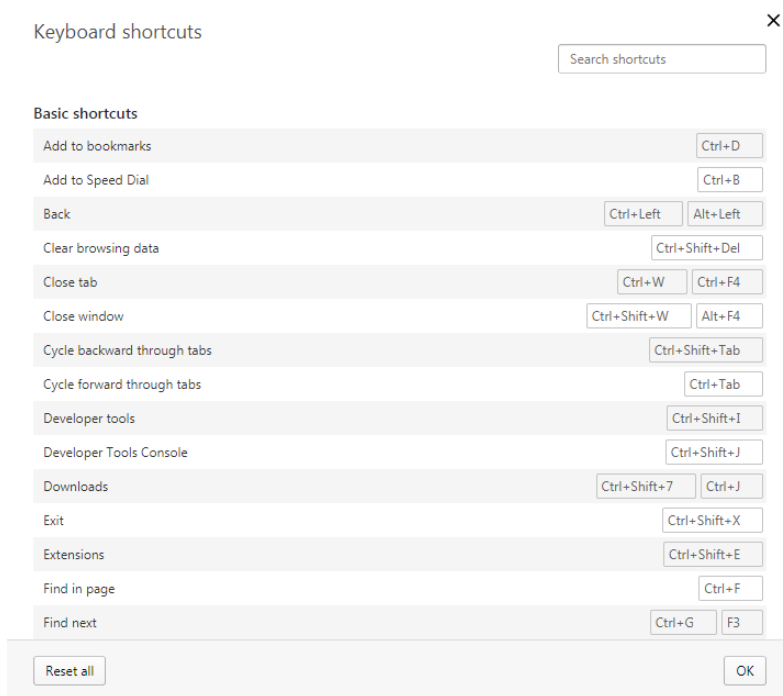 Keyboard shortcuts
Search shortcuts
Basic shortcuts
Add to bookmarks Ctrl+D
Add to Speed Dial Ctrl+B
Back Ctrl+Left Alt+Left
Clear browsing data Ctrl+Shift+Del
Close tab Ctrl+W Ctrl+F4
Close window Ctrl+Shift+W Alt+F4
Cycle backward through tabs Ctrl+Shift+Tab
Cycle forward through tabs Ctrl+Tab
Developer tools Ctrl+Shift+I
Developer Tools Console Ctrl+Shift+J
Downloads Ctrl+Shift+7 Ctrl+J
Exit Ctrl+Shift+X
Extensions Ctrl+Shift+E
Find in page Ctrl+F
Find next Ctrl+G F3
Reset all OK